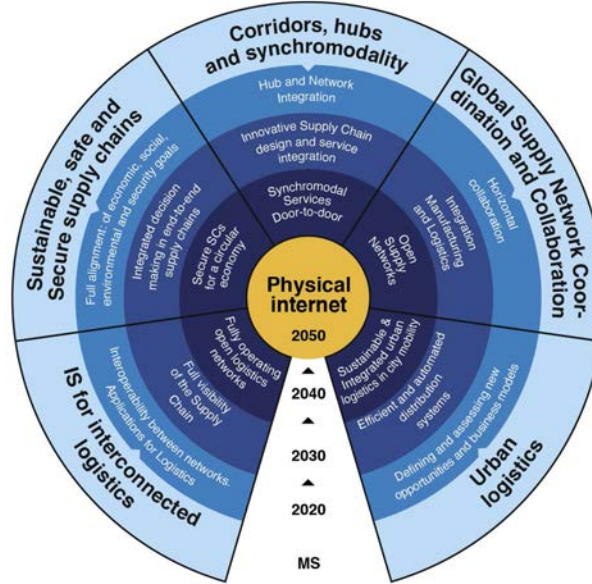 Corridors, hubs
and synchromodality
Hub and Network
Integration
Innovative Supply Chain
design and service
integration
Synchromodal
Services
Door-to-door
Global Supply Network Coor-
dination and Collaboration
Horizontal
collaboration
Integration
Manufacturing
and Logistics
Open
Supply
Networks
Urban
logistics
Defining and assessing new
opportunities and business models
Efficient and automated
distribution
systems
Sustainable &
Integrated urban
logistics in city mobility
IS for interconnected
logistics
Interoperability between networks.
Applications for Logistics
Full visibility
of the Supply
Chain
Fully operating
open logistics
networks
Sustainable, safe and
Secure supply chains
Full alignment: of economic, social,
environmental and security goals
Integrated decision
making in end-to-end
supply chains
Secure SCs
for a circular
economy
Physical
internet
2050
2040
2030
2020
MS